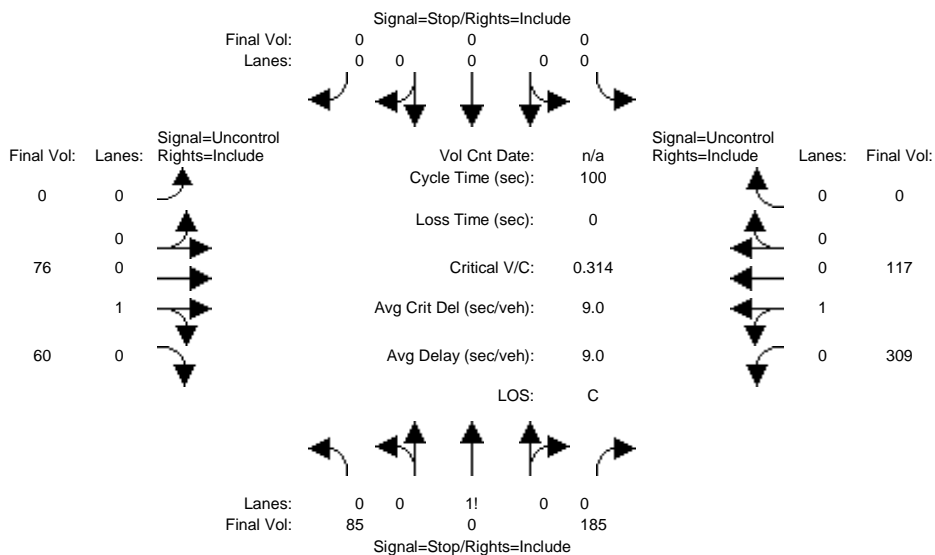 Signal=Stop/Rights=Include
Final Vol: 0 0 0
Lanes: 0 0 0 0 0
Signal=Uncontrol Signal=Uncontrol
Final Vol: Lanes: Rights=Include Vol Cnt Date: n/a Rights=Include Lanes: Final Vol:
Cycle Time (sec): 100
0 0 0 0
Loss Time (sec): 0
0 0
76 0 Critical V/C: 0.314 0 117
1 Avg Crit Del (sec/veh): 9.0 1
60 0 Avg Delay (sec/veh): 9.0 0 309
LOS: C
Lanes: 0 0 1! 0 0
Final Vol: 85 0 185
Signal=Stop/Rights=Include